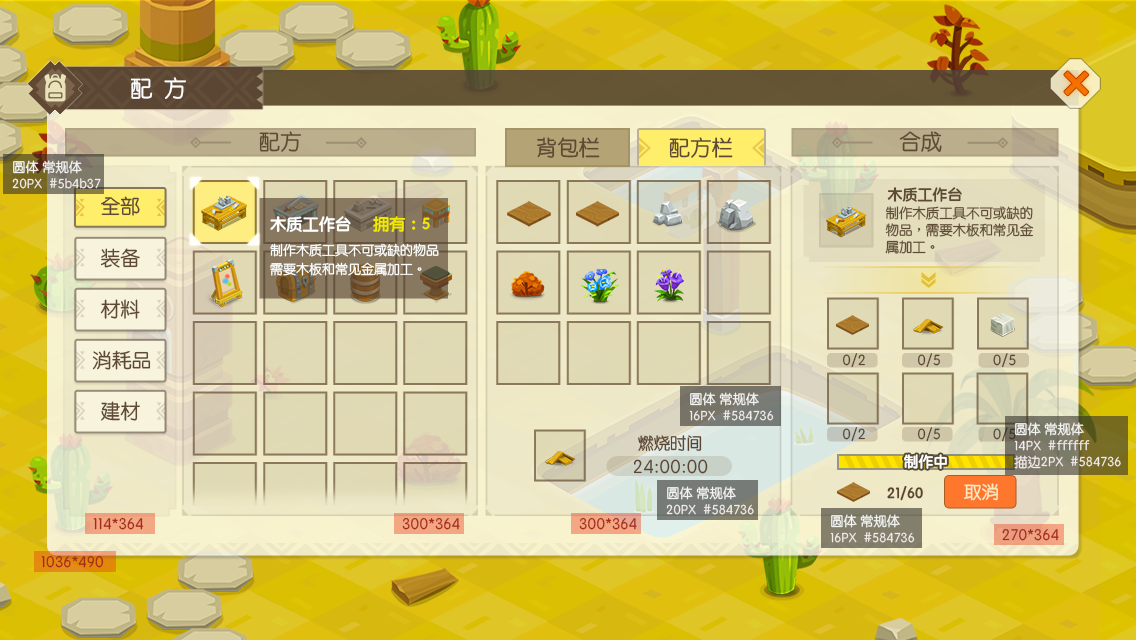 配方
配方
背包栏
配方栏
合成
圆体 常规体
20PX #5b4b37
全部
装备
材料
消耗品
建材
木质工作台 拥有：5
制作木质工具不可或缺的物品
需要木板和常见金属加工。
木质工作台
制作木质工具不可或缺的
物品，需要木板和常见金
属加工。
0/2
0/5
0/5
0/2
0/5
0/5
圆体 常规体
16PX #584736
燃烧时间
24:00:00
圆体 常规体
20PX #584736
圆体 常规体
14PX #ffffff
描边2PX #584736
制作中
21/60
取消
圆体 常规体
16PX #584736
114*364
300*364
300*364
270*364
1036*490